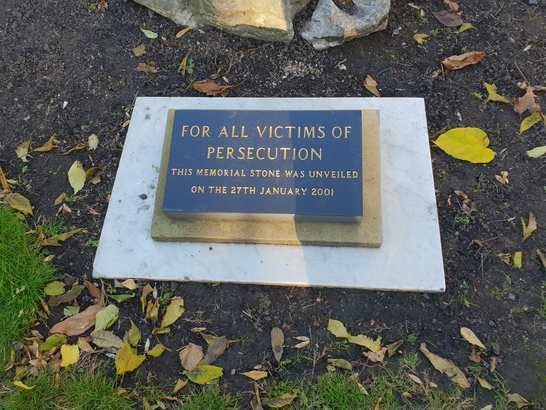 FOR ALL VICTIMS OF
PERSECUTION
THIS MEMORIAL STONE WAS UNVEILED
ON THE 27TH JANUARY 2001